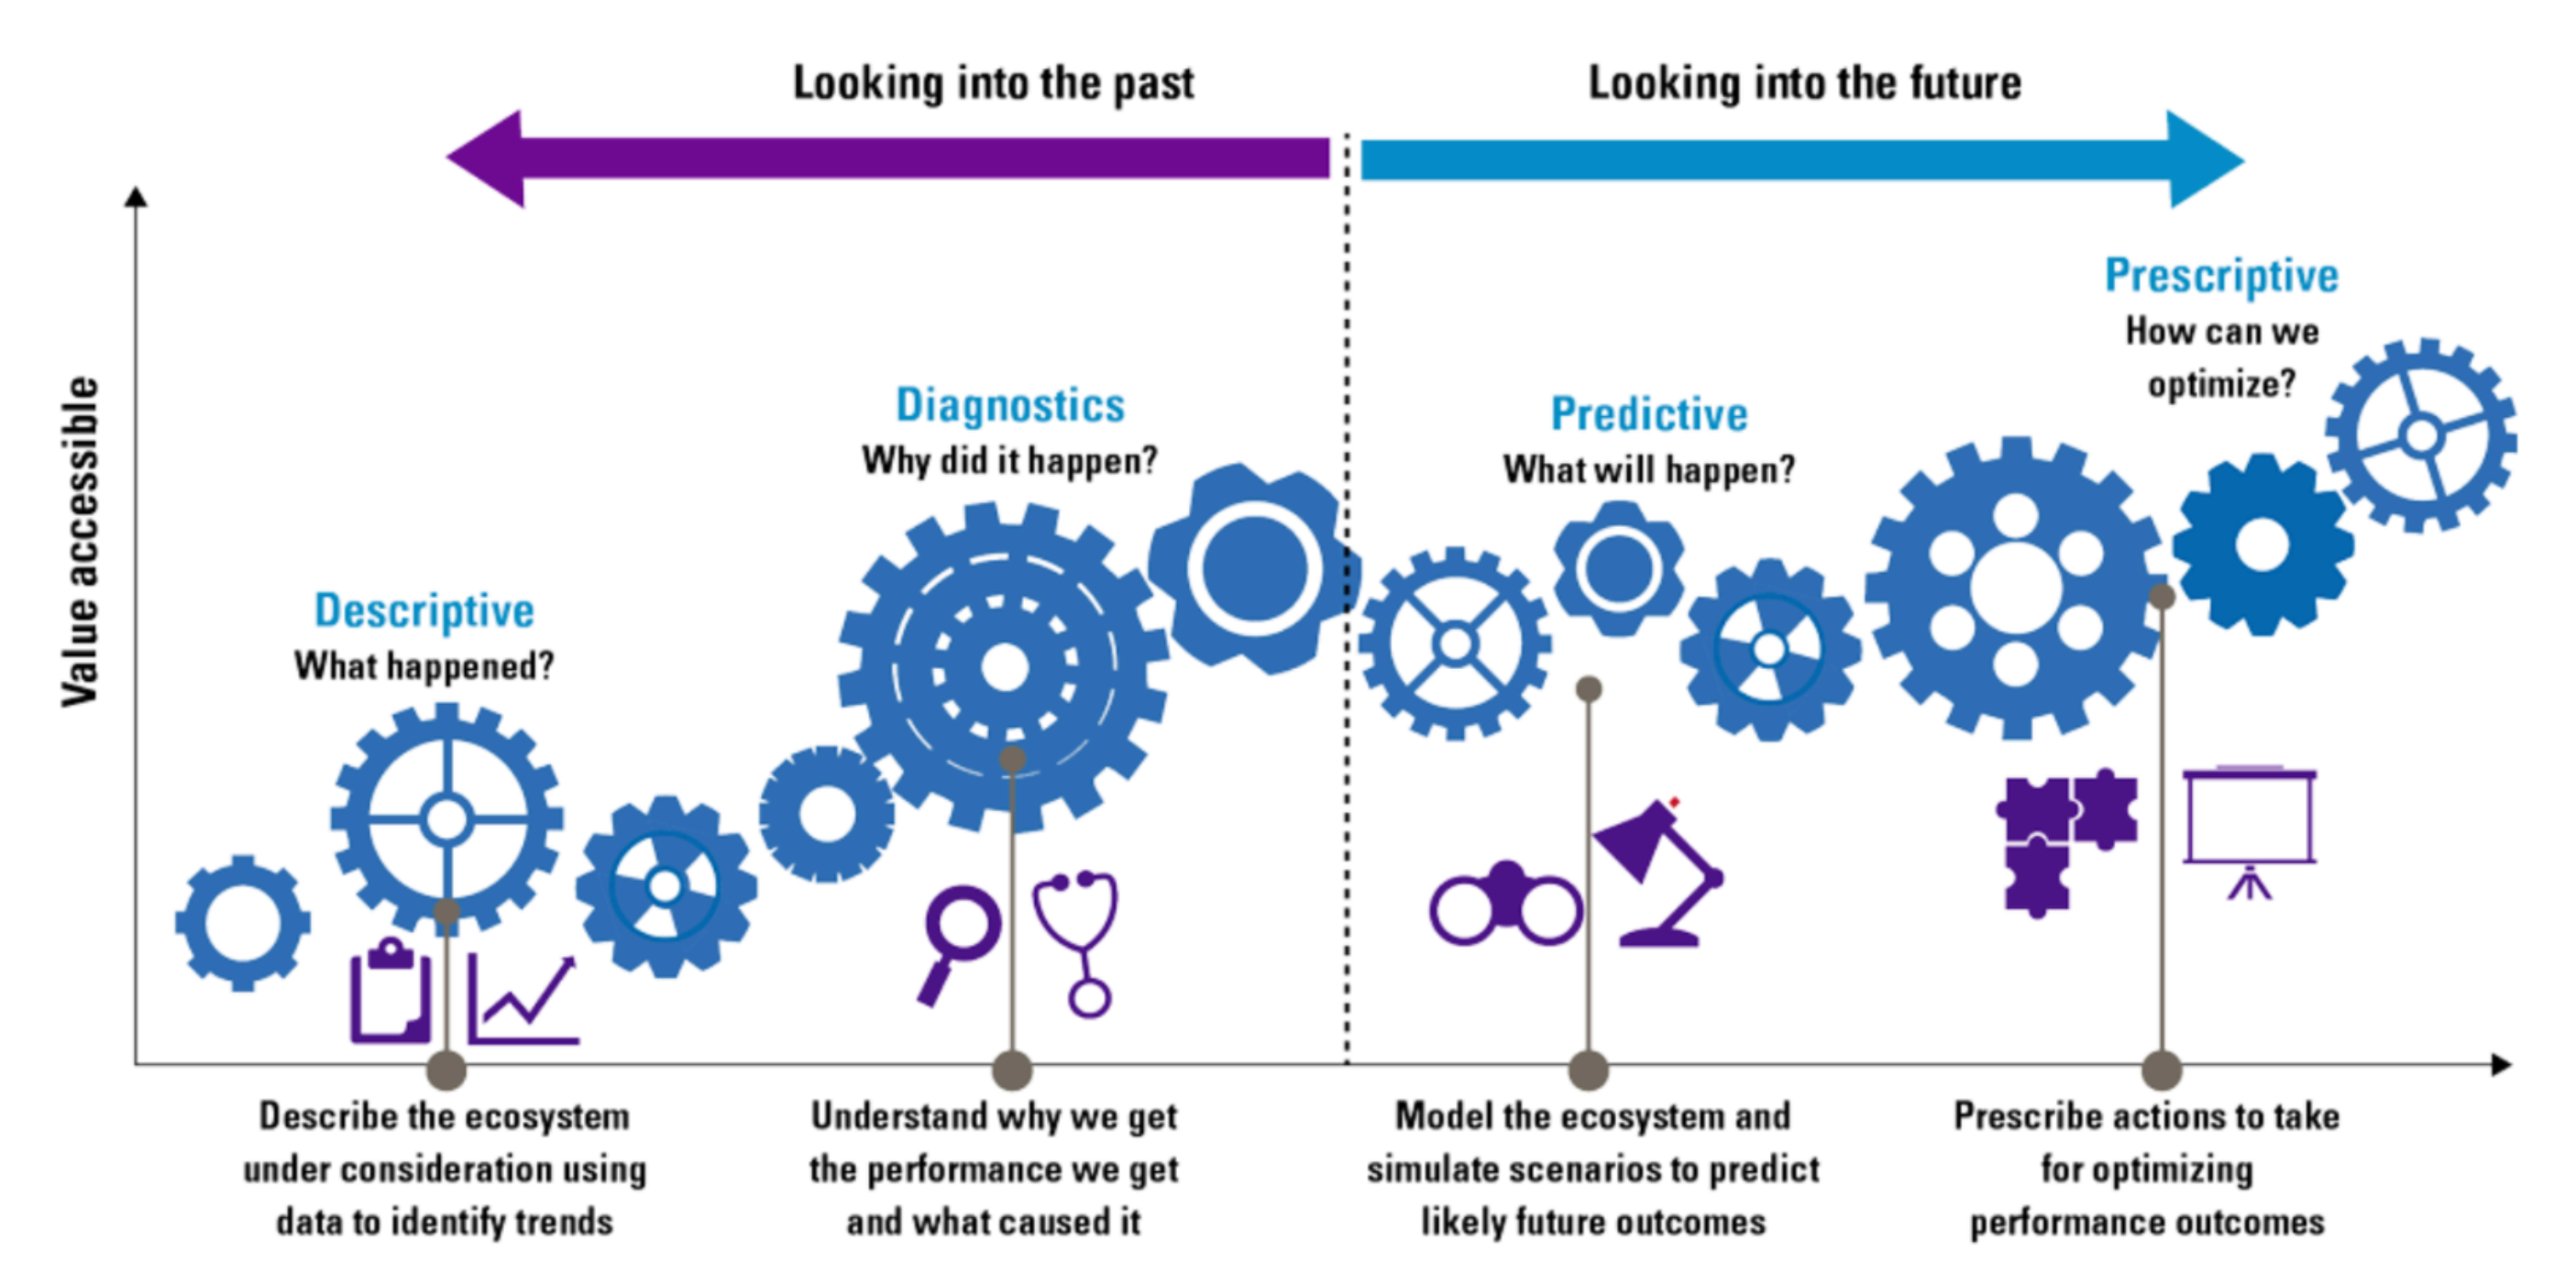 Looking into the past
Looking into the future
Value accessible
Descriptive
What happened?
Diagnostics
Why did it happen?
Predictive
What will happen?
Prescriptive
How can we
optimize?
Describe the ecosystem
under consideration using
data to identify trends
Understand why we get
the performance we get
and what caused it
Model the ecosystem and
simulate scenarios to predict
likely future outcomes
Prescribe actions to take
for optimizing
performance outcomes